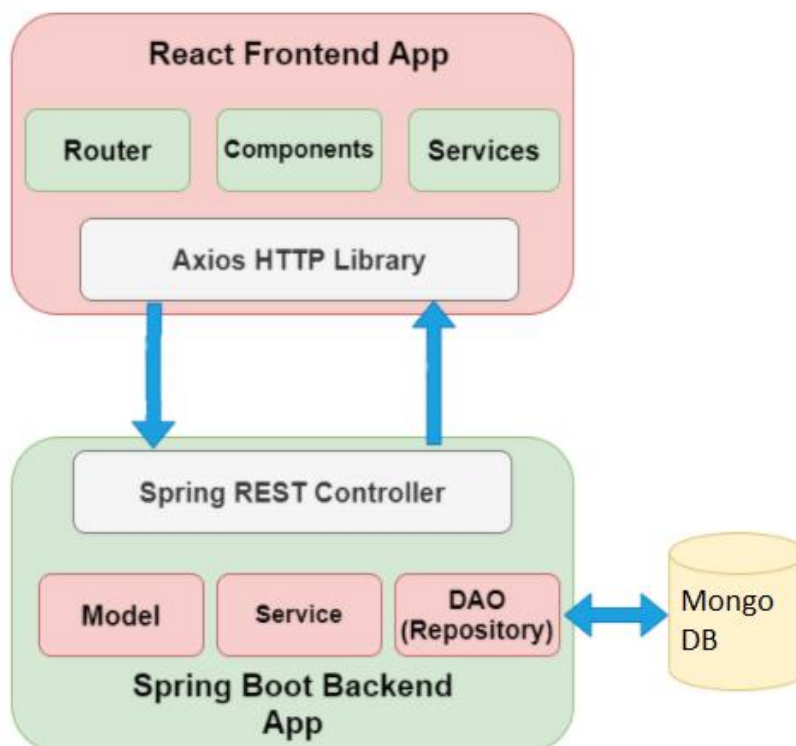 React Frontend App
Router
Components
Services
Axios HTTP Library
Spring REST Controller
Model
Service
DAO
(Repository)
Mongo
DB
Spring Boot Backend
App